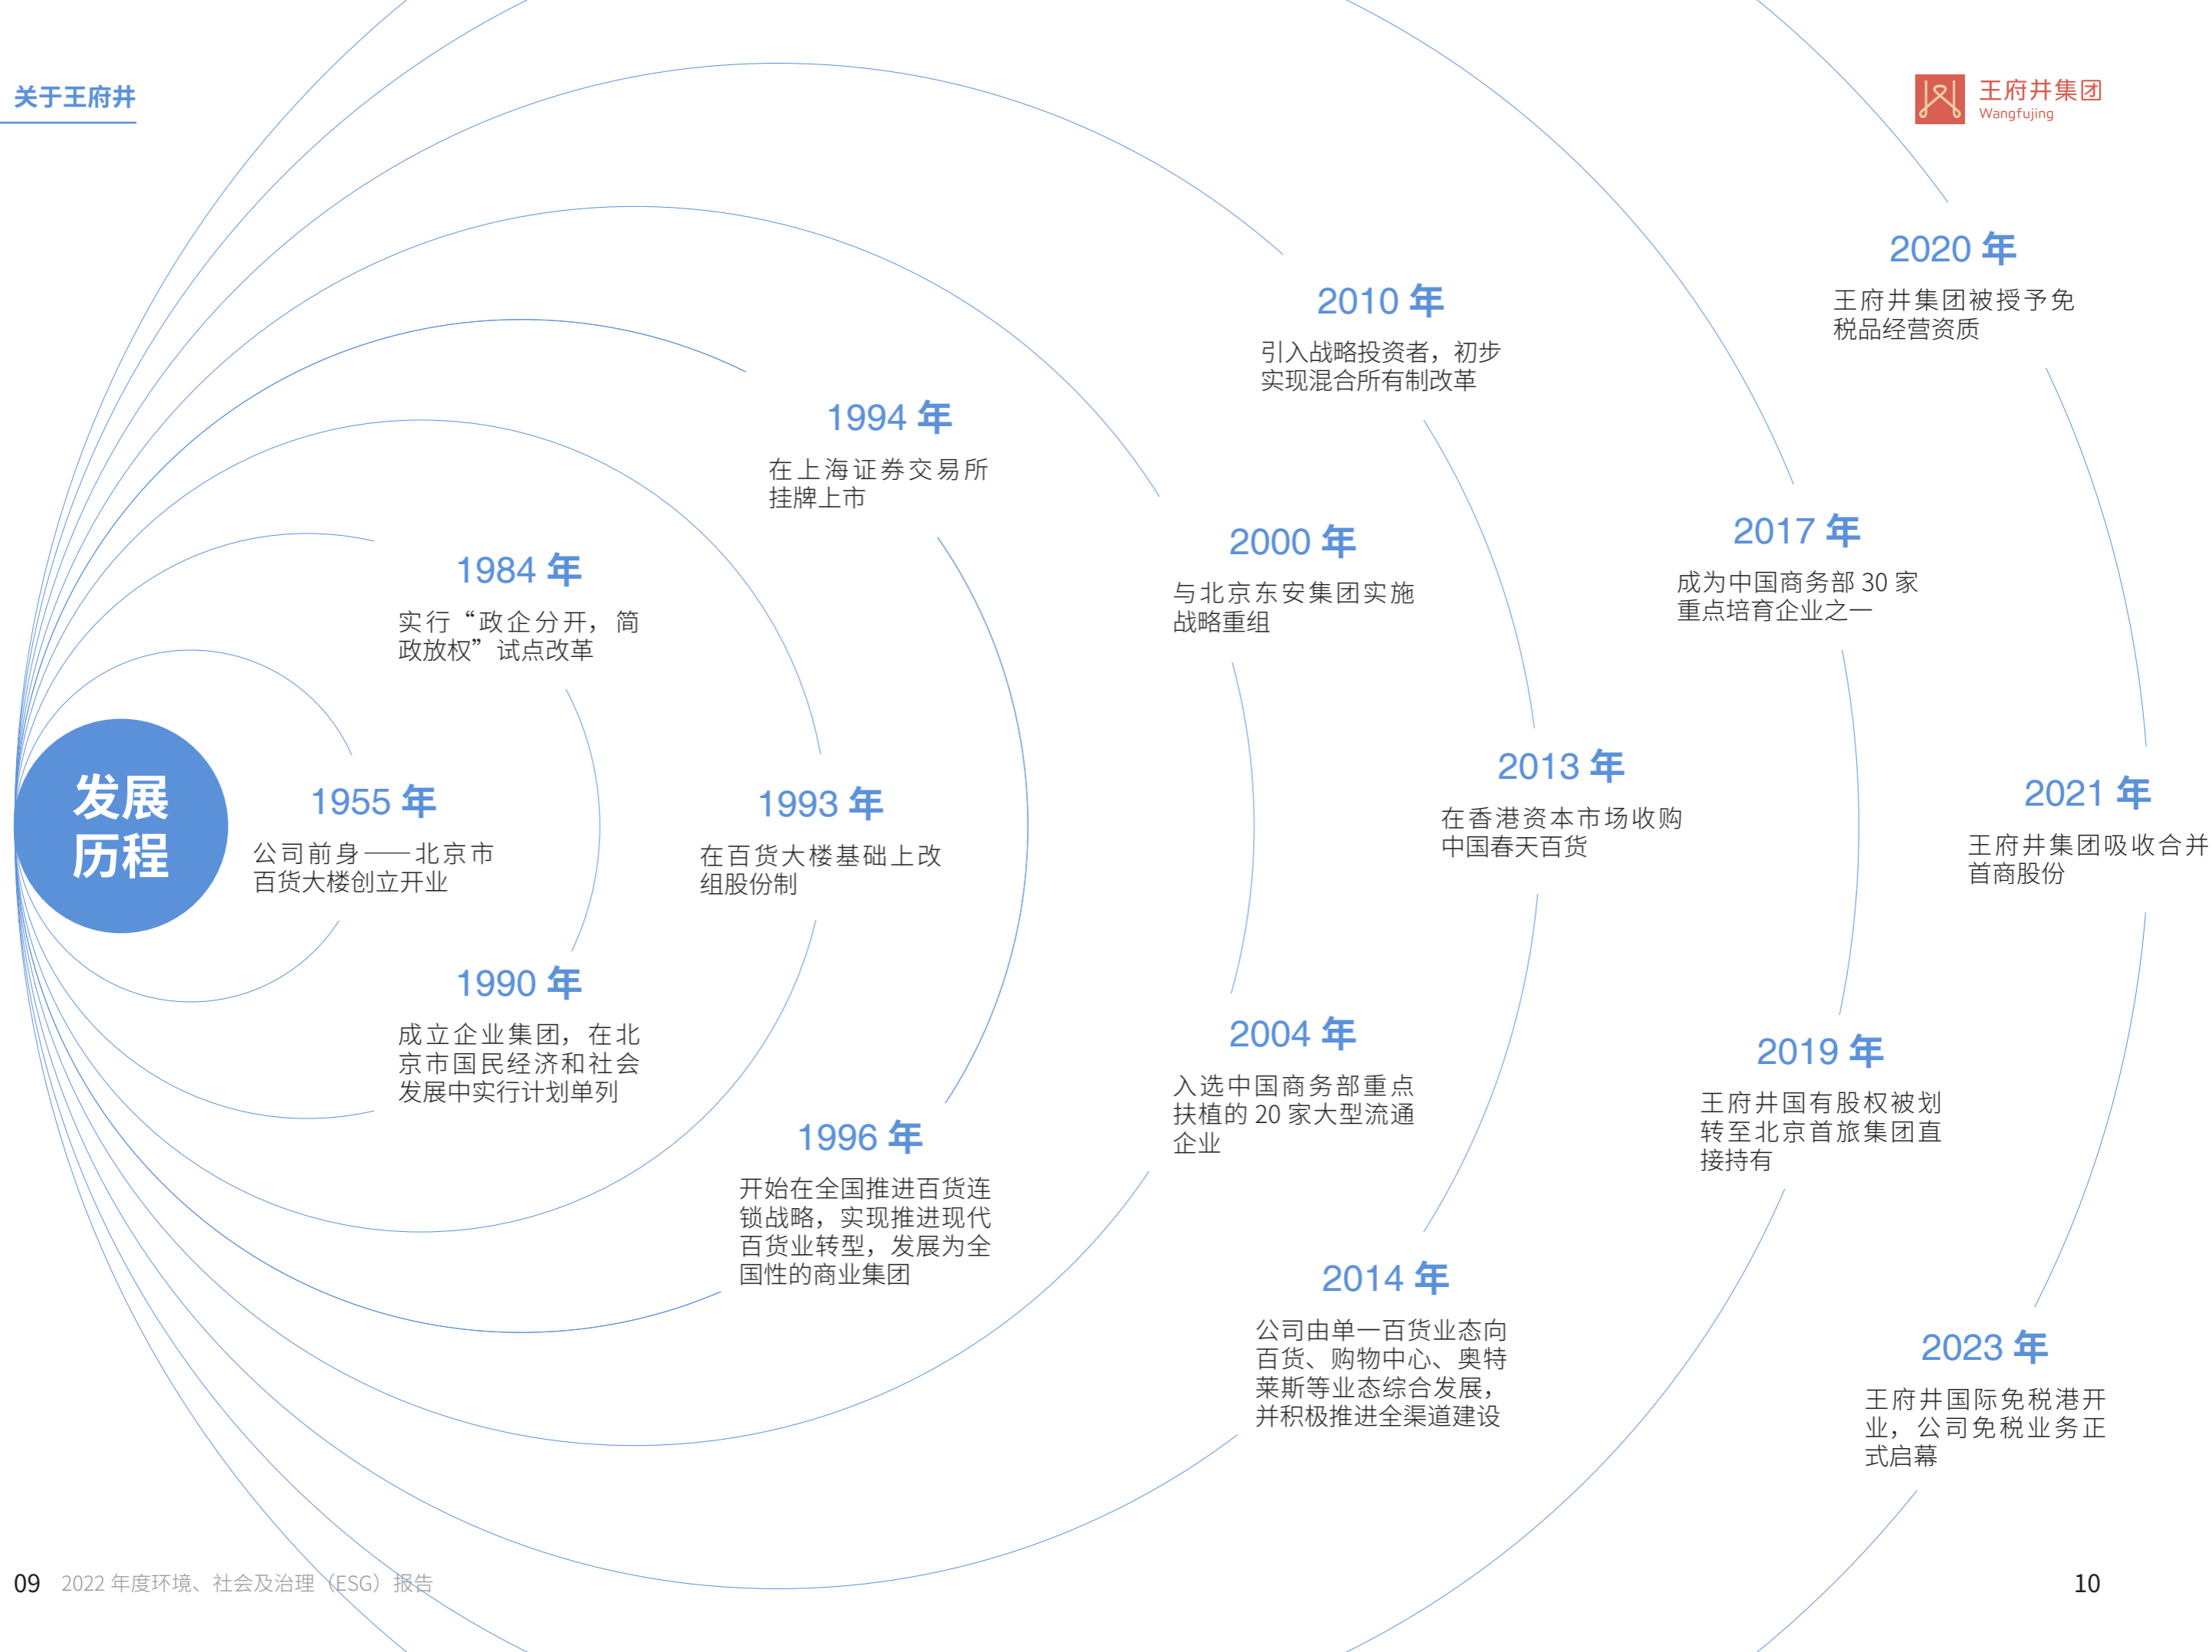 关于王府井
王府井集团
Wangfujing
发展
历程
1955 年
公司前身——北京市
百货大楼创立开业
1984 年
实行“政企分开，简
政放权”试点改革
1990 年
成立企业集团，在北
京市国民经济和社会
发展中实行计划单列
1993 年
在百货大楼基础上改
组股份制
1994 年
在上海证券交易所
挂牌上市
1996 年
开始在全国推进百货连
锁战略，实现推进现代
百货业转型，发展为全
国性的商业集团
2000 年
与北京东安集团实施
战略重组
2004 年
入选中国商务部重点
扶植的 20 家大型流通
企业
2010 年
引入战略投资者，初步
实现混合所有制改革
2013 年
在香港资本市场收购
中国春天百货
2014 年
公司由单一百货业态向
百货、购物中心、奥特
莱斯等业态综合发展，
并积极推进全渠道建设
2017 年
成为中国商务部 30 家
重点培育企业之一
2019 年
王府井国有股权被划
转至北京首旅集团直
接持有
2020 年
王府井集团被授予免
税品经营资质
2021 年
王府井集团吸收合并
首商股份
2023 年
王府井国际免税港开
业，公司免税业务正
式启幕
09 2022 年度环境、社会及治理（ESG）报告
10